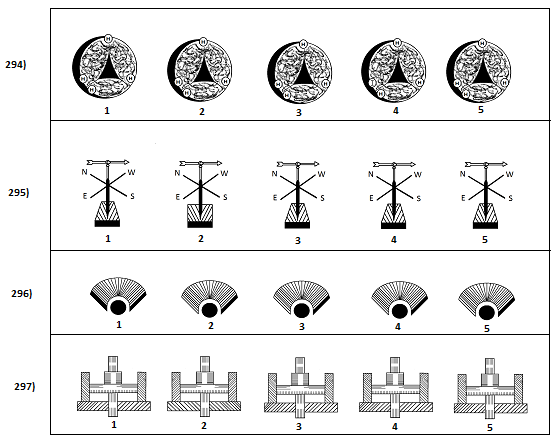 294)
H H H H H
H H H H H H H H H H
H H H H
1 2 3 4 5
295)
N W N W N W N W N W
E S E S E S E S E S
1 2 3 4 5
296)
1 2 3 4 5
297)
1 2 3 4 5